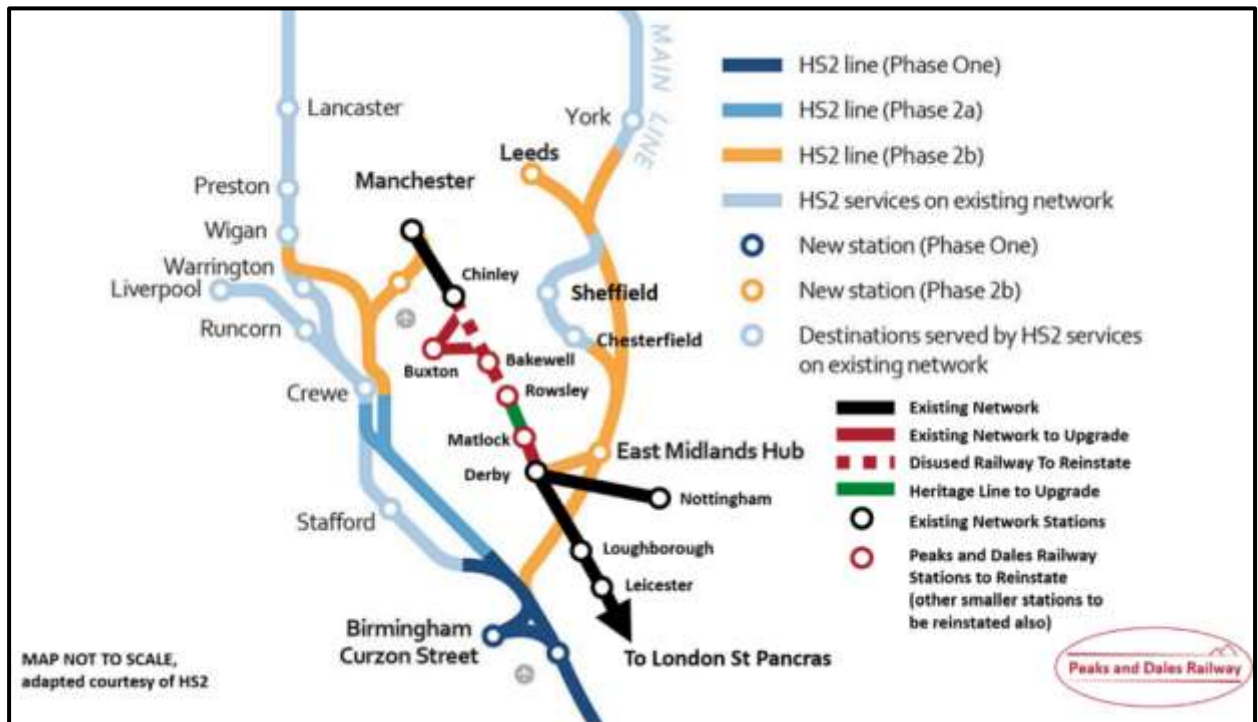 MAIN LINE
Lancaster
York
Leeds
Manchester
Preston
Wigan
Warrington
Chinley
Liverpool
Sheffield
Runcorn
Chesterfield
Bakewell
Buxton
Crewe
Rowsley
Matlock
East Midlands Hub
Derby
Nottingham
Stafford
Loughborough
Leicester
Birmingham
Curzon Street
To London St Pancras
MAP NOT TO SCALE,
adapted courtesy of HS2
HS2 line (Phase One)
HS2 line (Phase 2a)
HS2 line (Phase 2b)
HS2 services on existing network
New station (Phase One)
New station (Phase 2b)
Destinations served by HS2 services
on existing network
Existing Network
Existing Network to Upgrade
Disused Railway To Reinstate
Heritage Line to Upgrade
Existing Network Stations
Peaks and Dales Railway
Stations to Reinstate
(other smaller stations to
be reinstated also)
Peaks and Dales Railway